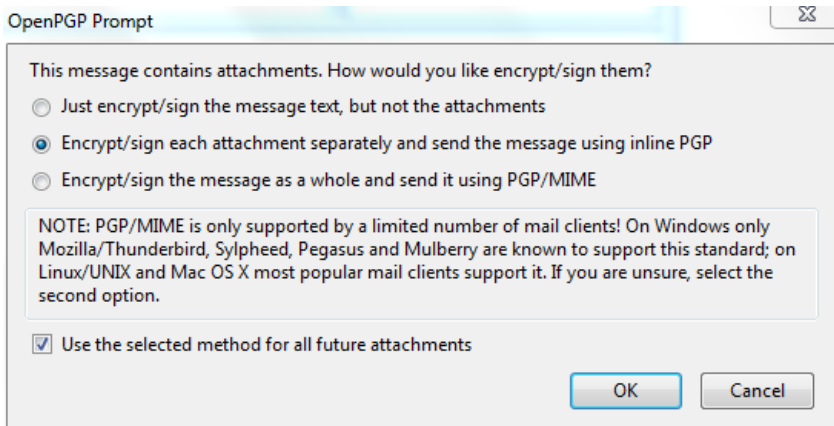 OpenPGP Prompt
This message contains attachments. How would you like encrypt/sign them?
Just encrypt/sign the message text, but not the attachments
Encrypt/sign each attachment separately and send the message using inline PGP
Encrypt/sign the message as a whole and send it using PGP/MIME
NOTE: PGP/MIME is only supported by a limited number of mail clients! On Windows only
Mozilla/Thunderbird, Sylpheed, Pegasus and Mulberry are known to support this standard; on
Linux/UNIX and Mac OS X most popular mail clients support it. If you are unsure, select the
second option.
Use the selected method for all future attachments
OK Cancel